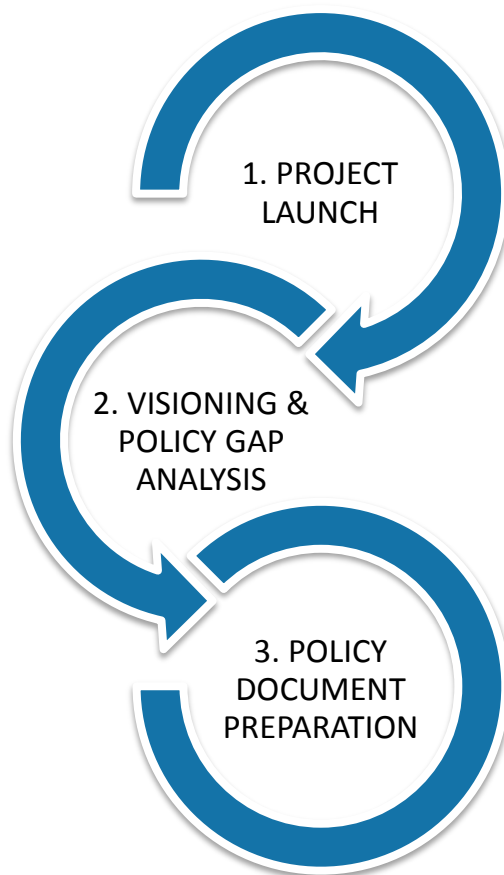 1. PROJECT
LAUNCH
2. VISIONING &
POLICY GAP
ANALYSIS
3. POLICY
DOCUMENT
PREPARATION